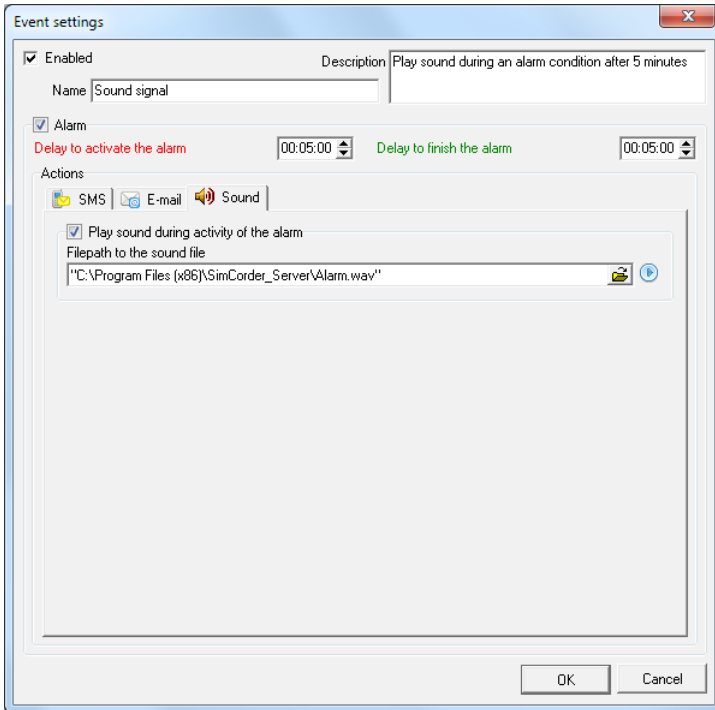 Event settings
Enabled
Description
Play sound during an alarm condition after 5 minutes
Name
Sound signal
Alarm
Delay to activate the alarm
00:05:00
Delay to finish the alarm
00:05:00
Actions
SMS
E-mail
Sound
Play sound during activity of the alarm
Filepath to the sound file
"C:\Program Files (x86)\SimCorder_Server\Alarm.wav"
OK
Cancel